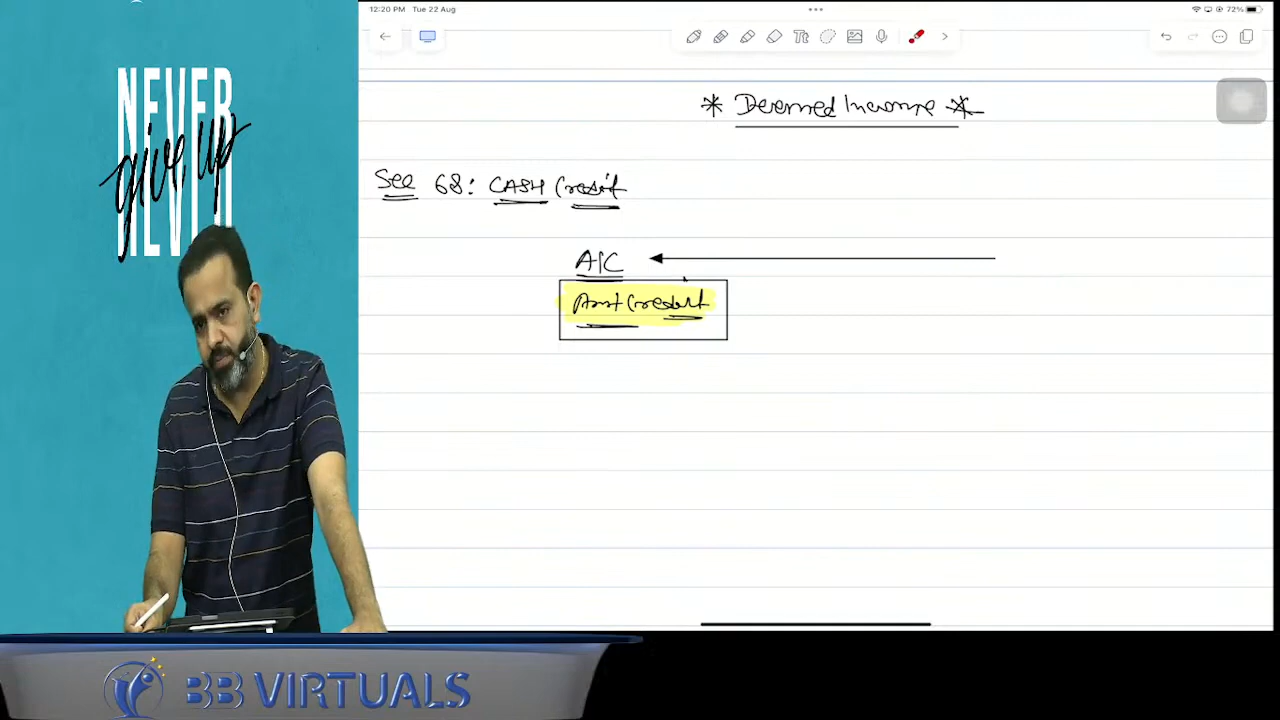 12:20 PM Tue 22 Aug
72%
NEVER
give up
NEVER
Tt
* Deemed Income *
Sec 68: CASH Credit
A/C
Amt Credit
BB VIRTUALS